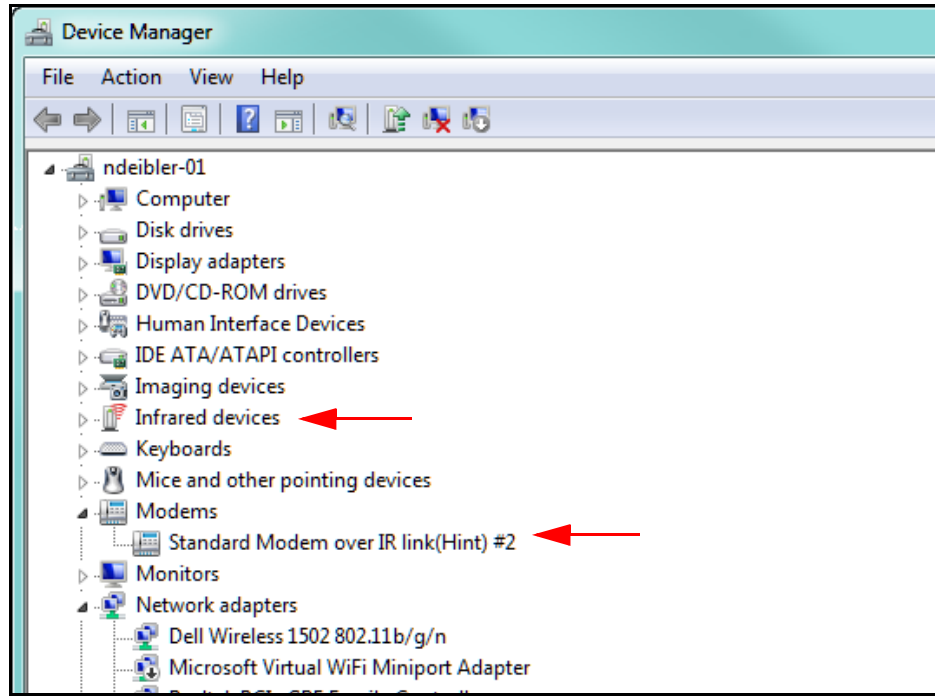 Device Manager
File Action View Help
ndeibler-01
Computer
Disk drives
Display adapters
DVD/CD-ROM drives
Human Interface Devices
IDE ATA/ATAPI controllers
Imaging devices
Infrared devices
Keyboards
Mice and other pointing devices
Modems
Standard Modem over IR link(Hint) #2
Monitors
Network adapters
Dell Wireless 1502 802.11b/g/n
Microsoft Virtual WiFi Miniport Adapter